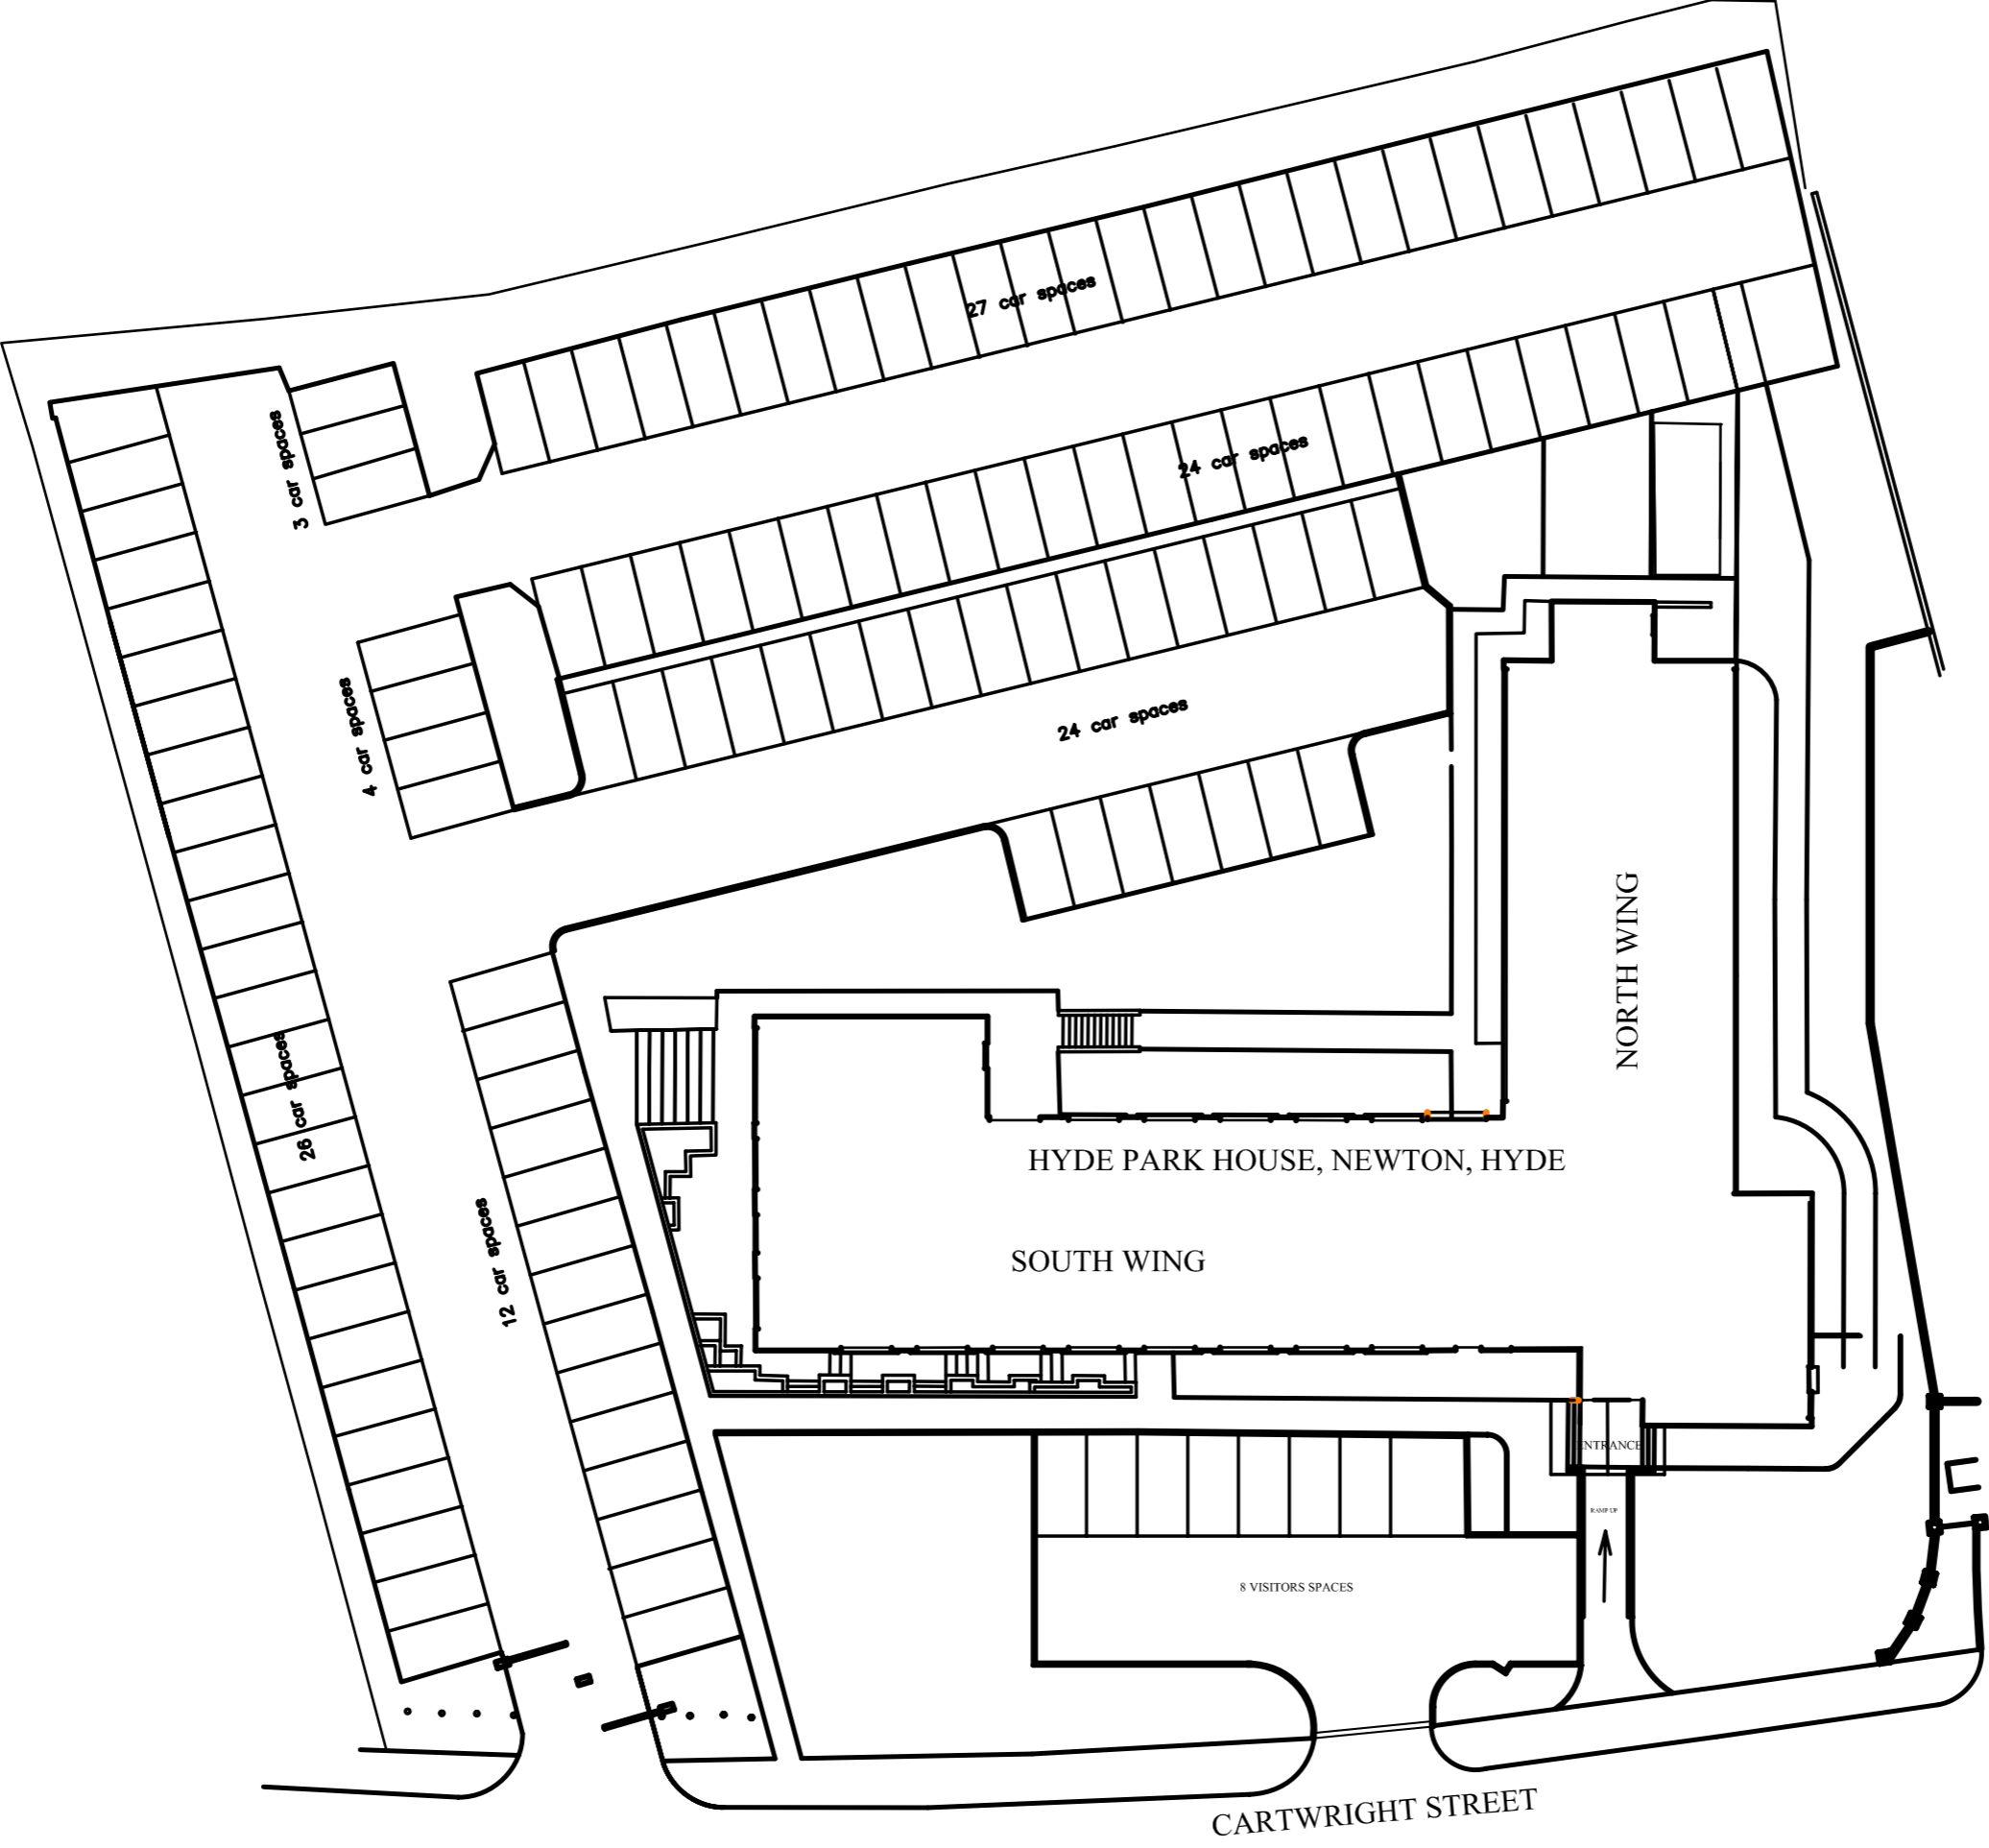 27 car spaces
3 car spaces
24 car spaces
4 car spaces
24 car spaces
NORTH WING
26 car spaces
HYDE PARK HOUSE, NEWTON, HYDE
12 car spaces
SOUTH WING
ENTRANCE
RAMP UP
8 VISITORS SPACES
CARTWRIGHT STREET